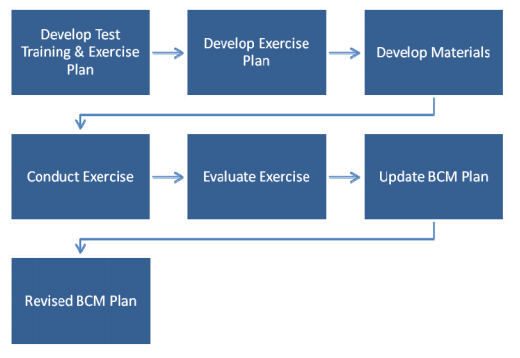 Develop Test
Training & Exercise
Plan
Develop Exercise
Plan
Develop Materials
Conduct Exercise
Evaluate Exercise
Update BCM Plan
Revised BCM Plan